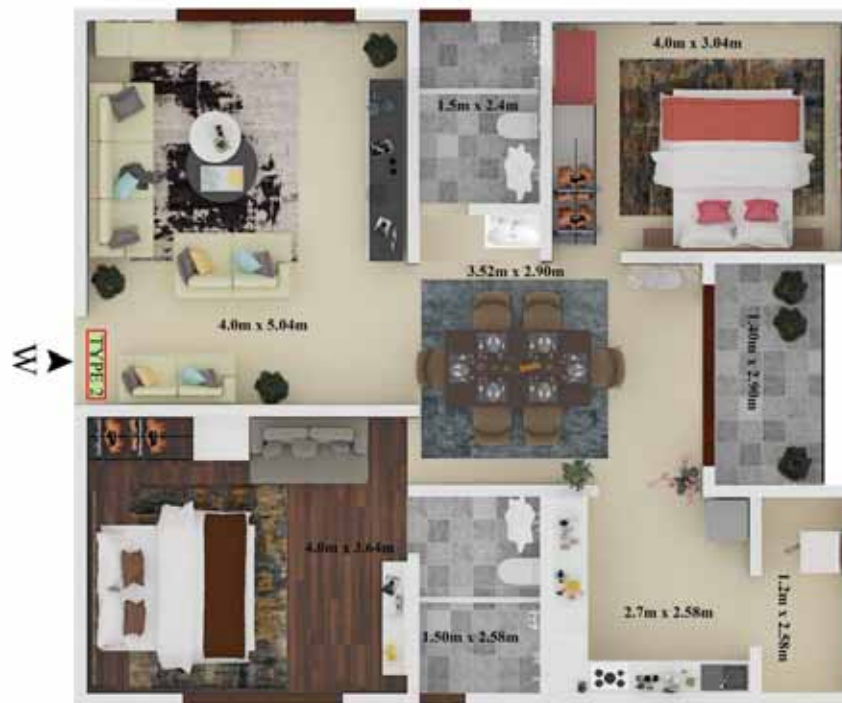 4.0m x 3.04m
1.5m x 2.4m
3.52m x 2.90m
4.0m x 5.04m
1.40m x 2.90m
W
TYPE 2
4.0m x 3.64m
2.7m x 2.58m
1.2m x 2.58m
1.50m x 2.58m